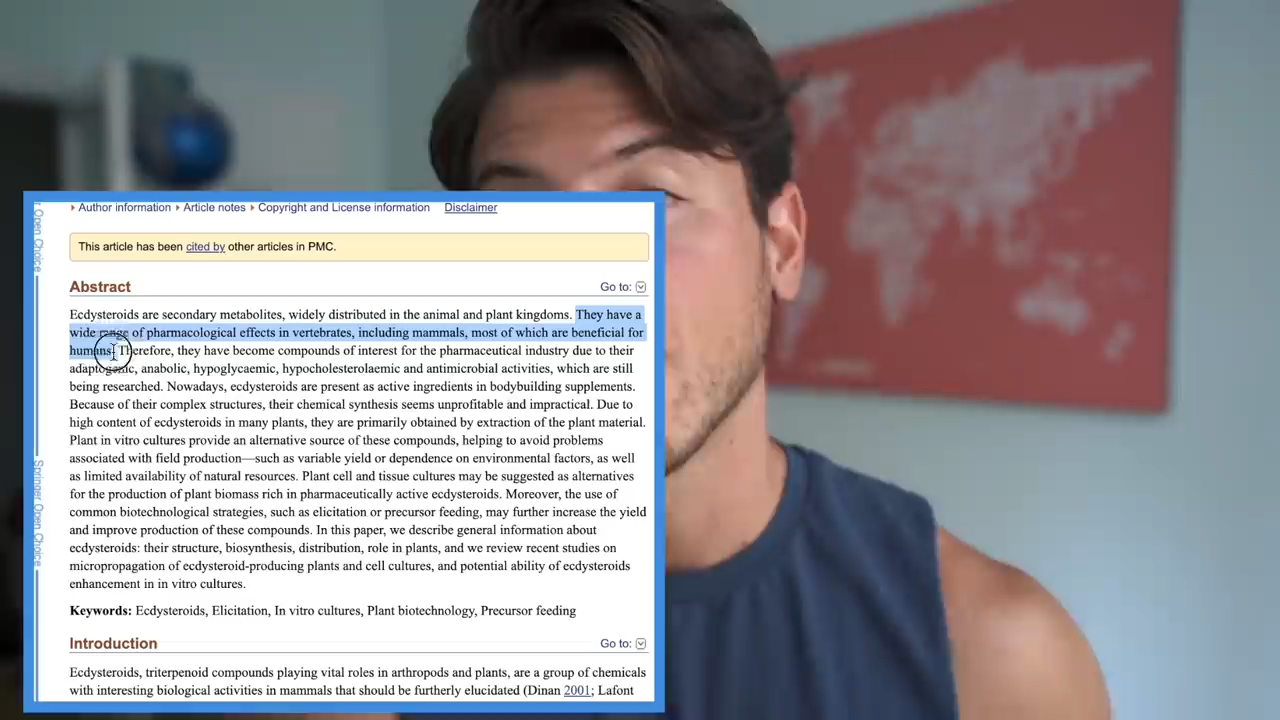 Author information Article notes Copyright and License information Disclaimer
This article has been cited by other articles in PMC.
Abstract
Go to:
Ecdysteroids are secondary metabolites, widely distributed in the animal and plant kingdoms. They have a
wide range of pharmacological effects in vertebrates, including mammals, most of which are beneficial for
humans. Therefore, they have become compounds of interest for the pharmaceutical industry due to their
adaptogenic, anabolic, hypoglycaemic, hypocholesterolaemic and antimicrobial activities, which are still
being researched. Nowadays, ecdysteroids are present as active ingredients in bodybuilding supplements.
Because of their complex structures, their chemical synthesis seems unprofitable and impractical. Due to
high content of ecdysteroids in many plants, they are primarily obtained by extraction of the plant material.
Plant in vitro cultures provide an alternative source of these compounds, helping to avoid problems
associated with field production—such as variable yield or dependence on environmental factors, as well
as limited availability of natural resources. Plant cell and tissue cultures may be suggested as alternatives
for the production of plant biomass rich in pharmaceutically active ecdysteroids. Moreover, the use of
common biotechnological strategies, such as elicitation or precursor feeding, may further increase the yield
and improve production of these compounds. In this paper, we describe general information about
ecdysteroids: their structure, biosynthesis, distribution, role in plants, and we review recent studies on
micropropagation of ecdysteroid-producing plants and cell cultures, and potential ability of ecdysteroids
enhancement in in vitro cultures.
Keywords: Ecdysteroids, Elicitation, In vitro cultures, Plant biotechnology, Precursor feeding
Introduction
Go to:
Ecdysteroids, triterpenoid compounds playing vital roles in arthropods and plants, are a group of chemicals
with interesting biological activities in mammals that should be furtherly elucidated (Dinan 2001; Lafont
Open Choice
Springer Open Choice